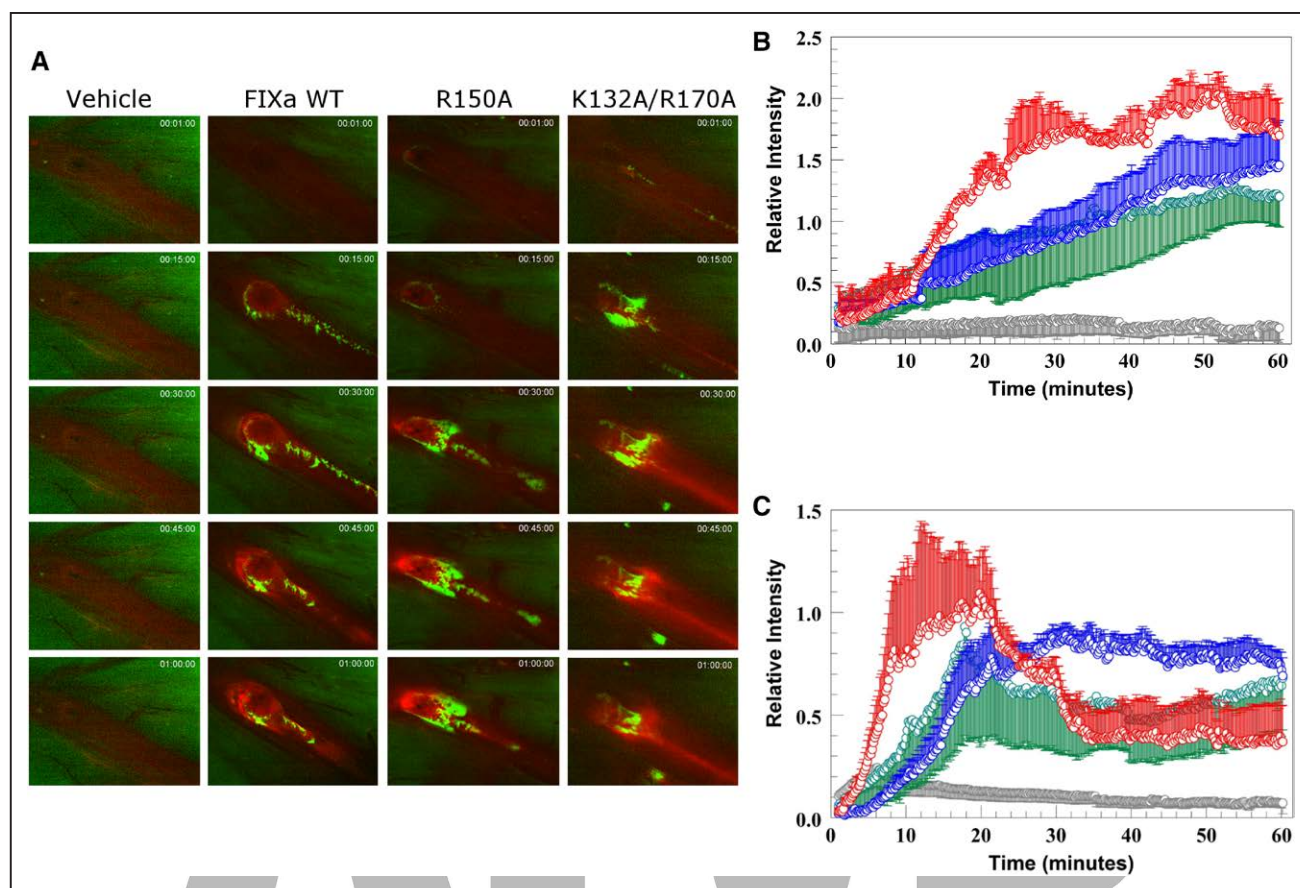 A
Vehicle FIXa WT R150A K132A/R170A
00:01:00 00:01:00 00:01:00 00:01:00
00:15:00 00:15:00 00:15:00 00:15:00
00:30:00 00:30:00 00:30:00 00:30:00
00:45:00 00:45:00 00:45:00 00:45:00
01:00:00 01:00:00 01:00:00 01:00:00
B
Relative Intensity
2.5
2.0
1.5
1.0
0.5
0.0
0 10 20 30 40 50 60
Time (minutes)
C
Relative Intensity
1.5
1.0
0.5
0.0
0 10 20 30 40 50 60
Time (minutes)